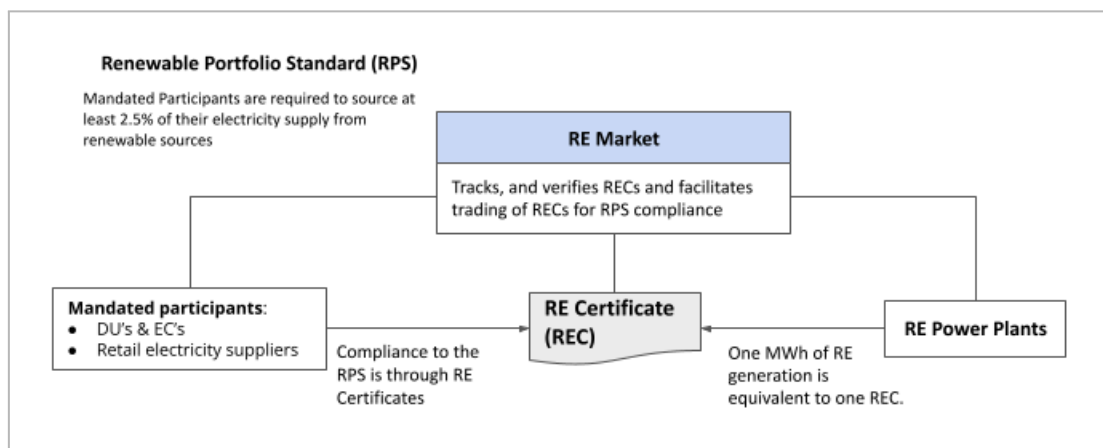 Renewable Portfolio Standard (RPS)
Mandated Participants are required to source at
least 2.5% of their electricity supply from
renewable sources
RE Market
Tracks, and verifies RECs and facilitates
trading of RECs for RPS compliance
Mandated participants:
● DU's & EC's
● Retail electricity suppliers
Compliance to the
RPS is through RE
Certificates
RE Certificate
(REC)
One MWh of RE
generation is
equivalent to one REC.
RE Power Plants